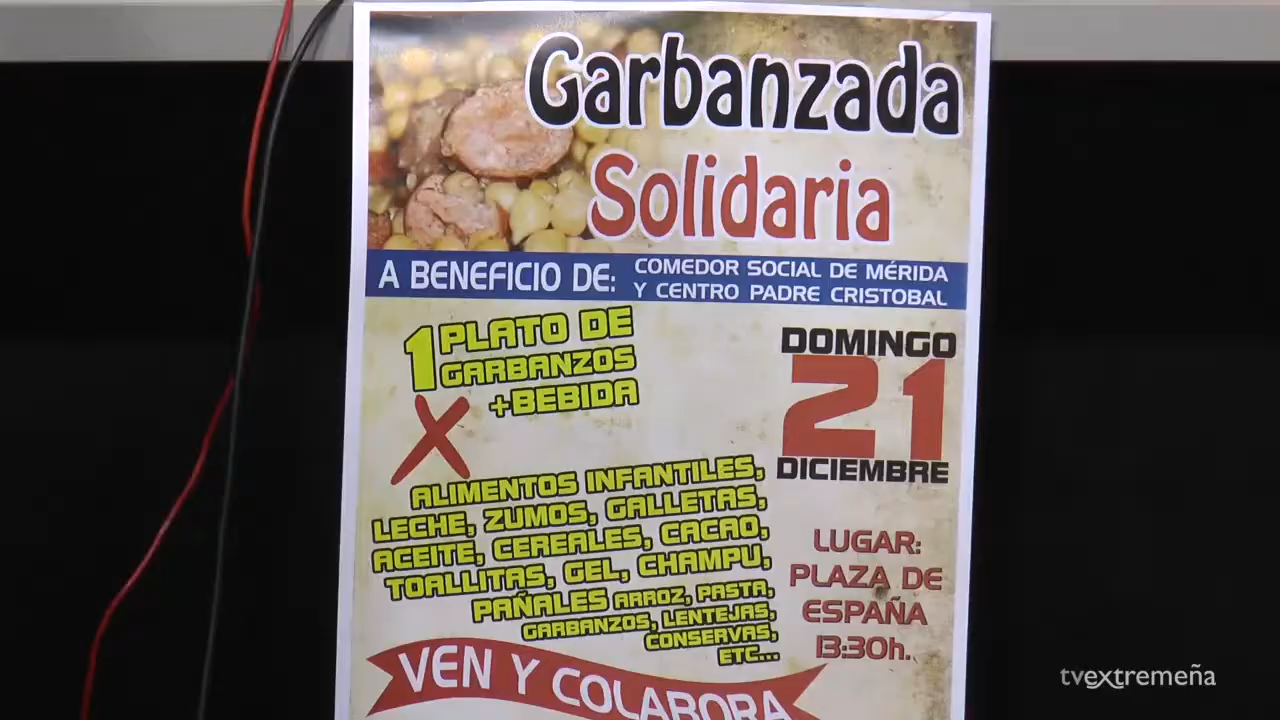 Garbanzada
Solidaria
A BENEFICIO DE:
COMEDOR SOCIAL DE MÉRIDA
Y CENTRO PADRE CRISTOBAL
1 PLATO DE
GARBANZOS
+BEBIDA
X
DOMINGO
21
DICIEMBRE
ALIMENTOS INFANTILES,
LECHE, ZUMOS, GALLETAS,
ACEITE, CEREALES, CACAO,
TOALLITAS, GEL, CHAMPU,
PAÑALES ARROZ, PASTA,
GARBANZOS, LENTEJAS,
CONSERVAS,
ETC...
LUGAR:
PLAZA DE
ESPAÑA
13:30h.
VEN Y COLABORA
tvextremeña